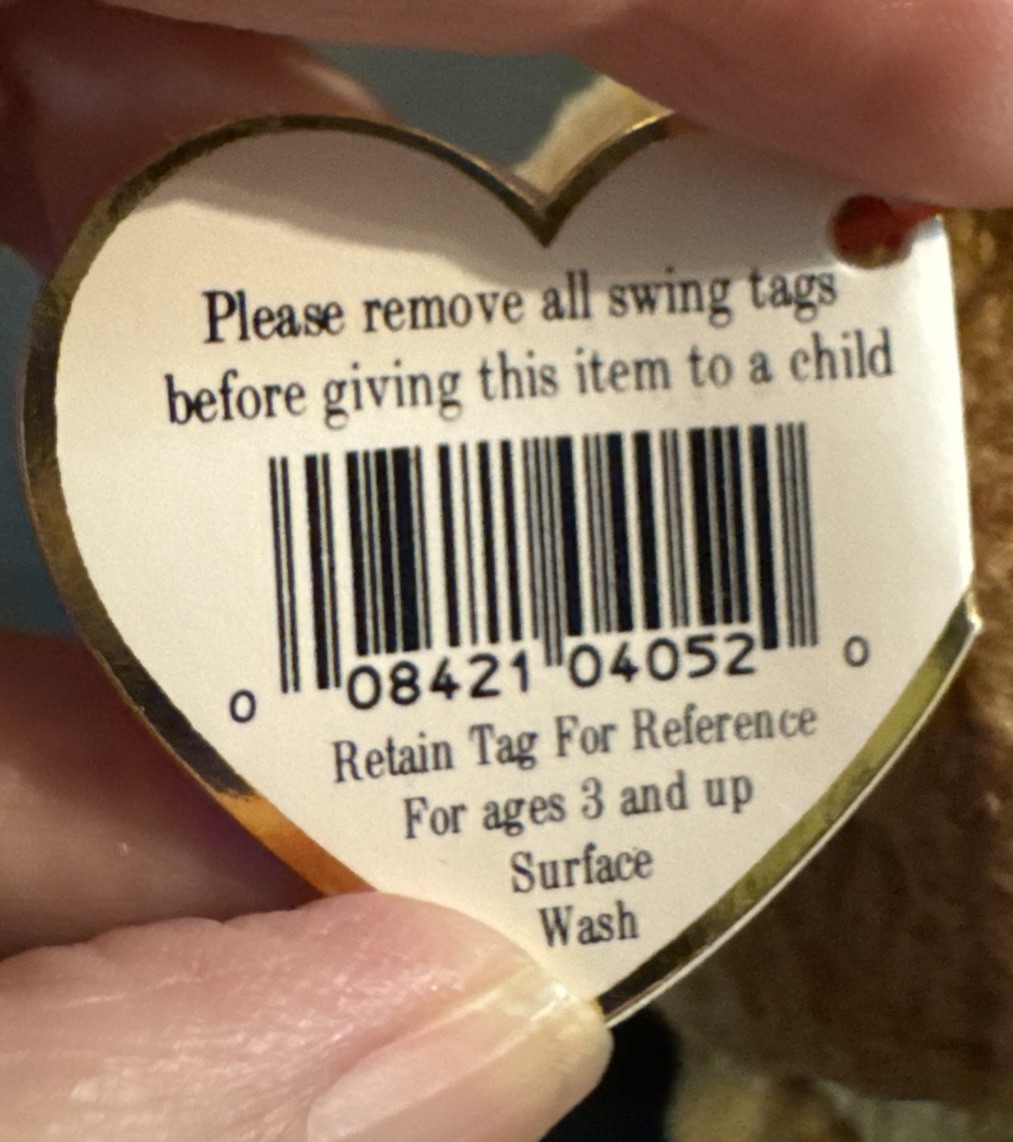 Please remove all swing tags
before giving this item to a child
0 08421 04052 0
Retain Tag For Reference
For ages 3 and up
Surface
Wash